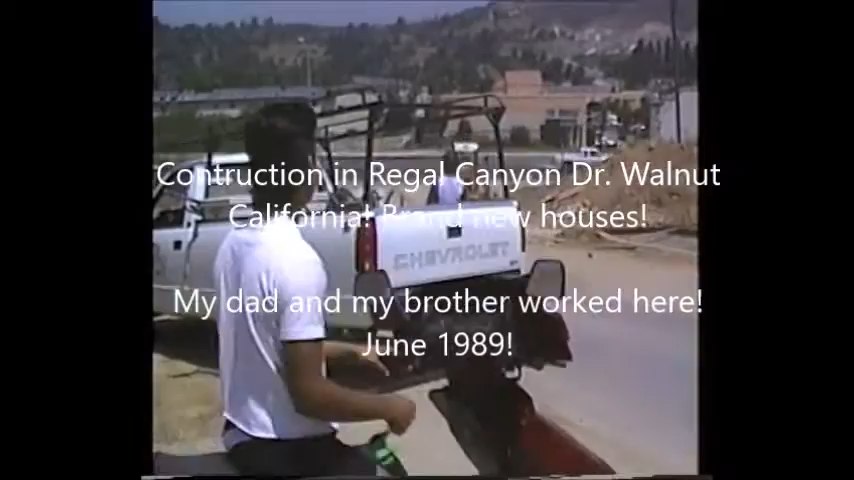 Contruction in Regal Canyon Dr. Walnut
California! Brand new houses!
CHEVROLET
My dad and my brother worked here!
June 1989!